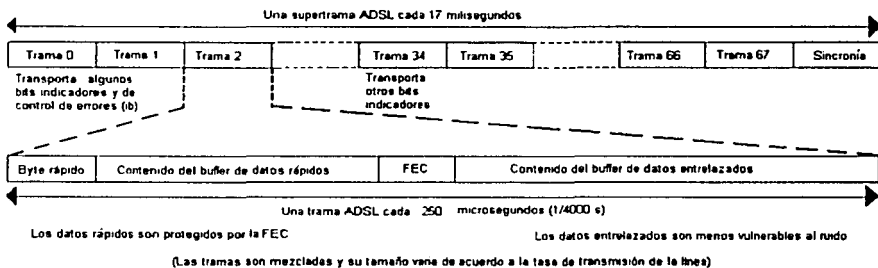 Una supertrama ADSL cada 17 milisegundos
Trama 0 Trama 1 Trama 2 Trama 34 Trama 35 Trama 66 Trama 67 Sincronía
Transporta algunos
bits indicadores y de
control de errores (ib)
Transporta
otros bits
indicadores
Byte rápido Contenido del buffer de datos rápidos FEC Contenido del buffer de datos entrelazados
Una trama ADSL cada 250 microsegundos (1/4000 s)
Los datos rápidos son protegidos por la FEC Los datos entrelazados son menos vulnerables al ruido
(Las tramas son mezcladas y su tamaño varie de acuerdo a la tasa de transmisión de la línea)